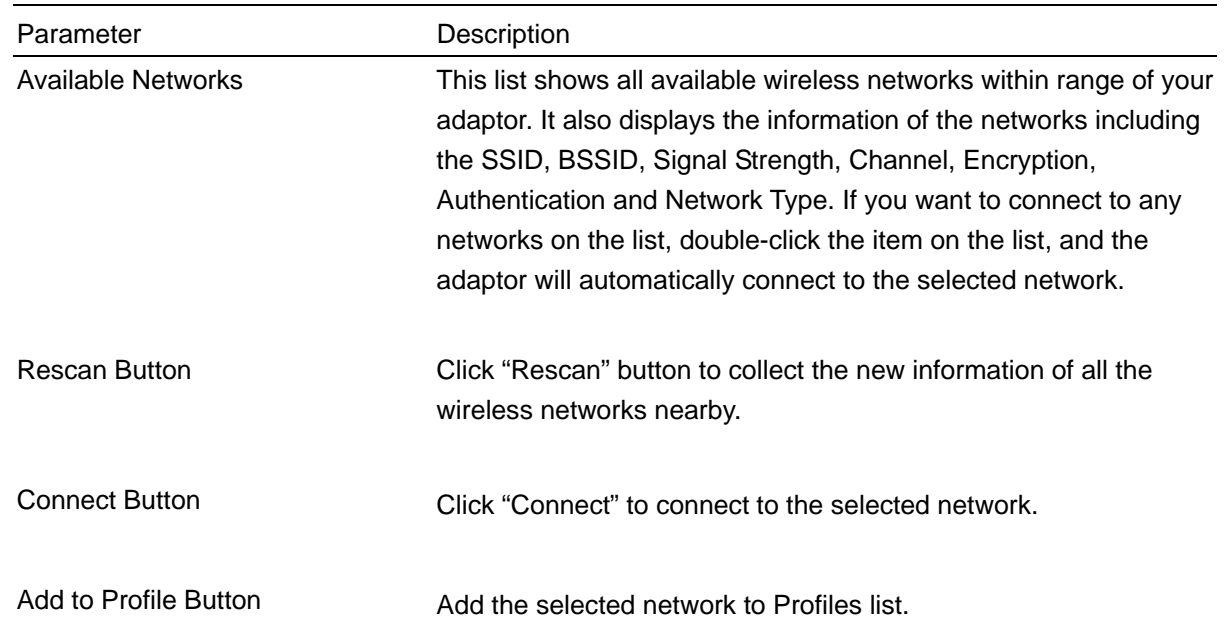 Parameter Description
Available Networks This list shows all available wireless networks within range of your
adaptor. It also displays the information of the networks including
the SSID, BSSID, Signal Strength, Channel, Encryption,
Authentication and Network Type. If you want to connect to any
networks on the list, double-click the item on the list, and the
adaptor will automatically connect to the selected network.
Rescan Button Click “Rescan” button to collect the new information of all the
wireless networks nearby.
Connect Button Click “Connect” to connect to the selected network.
Add to Profile Button Add the selected network to Profiles list.